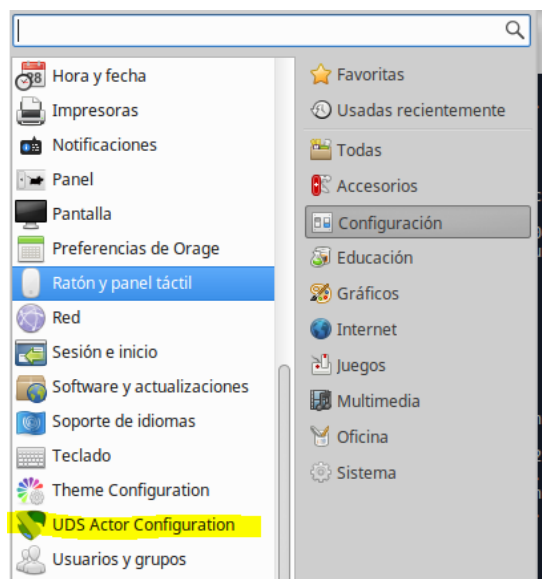 Hora y fecha
Impresoras
Notificaciones
Panel
Pantalla
Preferencias de Orage
Ratón y panel táctil
Red
Sesión e inicio
Software y actualizaciones
Soporte de idiomas
Teclado
Theme Configuration
UDS Actor Configuration
Usuarios y grupos
Favoritas
Usadas recientemente
Todas
Accesorios
Configuración
Educación
Gráficos
Internet
Juegos
Multimedia
Oficina
Sistema